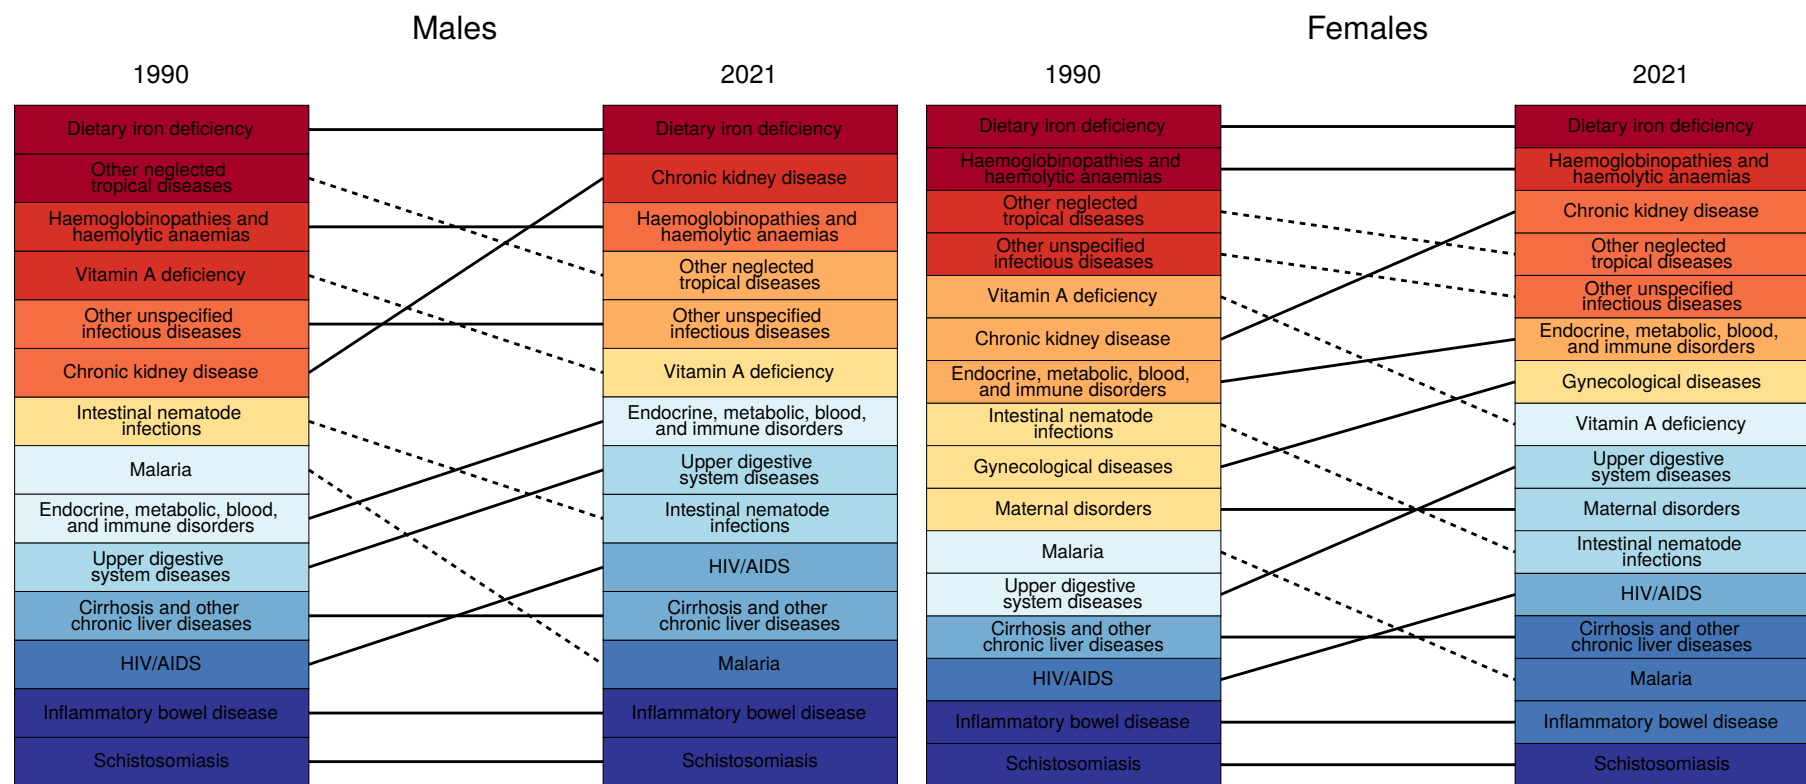 Males
1990
2021
Dietary iron deficiency
Other neglected
tropical diseases
Haemoglobinopathies and
haemolytic anaemias
Vitamin A deficiency
Other unspecified
infectious diseases
Chronic kidney disease
Intestinal nematode
infections
Malaria
Endocrine, metabolic, blood,
and immune disorders
Upper digestive
system diseases
Cirrhosis and other
chronic liver diseases
HIV/AIDS
Inflammatory bowel disease
Schistosomiasis
Dietary iron deficiency
Chronic kidney disease
Haemoglobinopathies and
haemolytic anaemias
Other neglected
tropical diseases
Other unspecified
infectious diseases
Vitamin A deficiency
Endocrine, metabolic, blood,
and immune disorders
Upper digestive
system diseases
Intestinal nematode
infections
HIV/AIDS
Cirrhosis and other
chronic liver diseases
Malaria
Inflammatory bowel disease
Schistosomiasis
Females
1990
2021
Dietary iron deficiency
Haemoglobinopathies and
haemolytic anaemias
Other neglected
tropical diseases
Other unspecified
infectious diseases
Vitamin A deficiency
Chronic kidney disease
Endocrine, metabolic, blood,
and immune disorders
Intestinal nematode
infections
Gynecological diseases
Maternal disorders
Malaria
Upper digestive
system diseases
Cirrhosis and other
chronic liver diseases
HIV/AIDS
Inflammatory bowel disease
Schistosomiasis
Dietary iron deficiency
Haemoglobinopathies and
haemolytic anaemias
Chronic kidney disease
Other neglected
tropical diseases
Other unspecified
infectious diseases
Endocrine, metabolic, blood,
and immune disorders
Gynecological diseases
Vitamin A deficiency
Upper digestive
system diseases
Maternal disorders
Intestinal nematode
infections
HIV/AIDS
Cirrhosis and other
chronic liver diseases
Malaria
Inflammatory bowel disease
Schistosomiasis